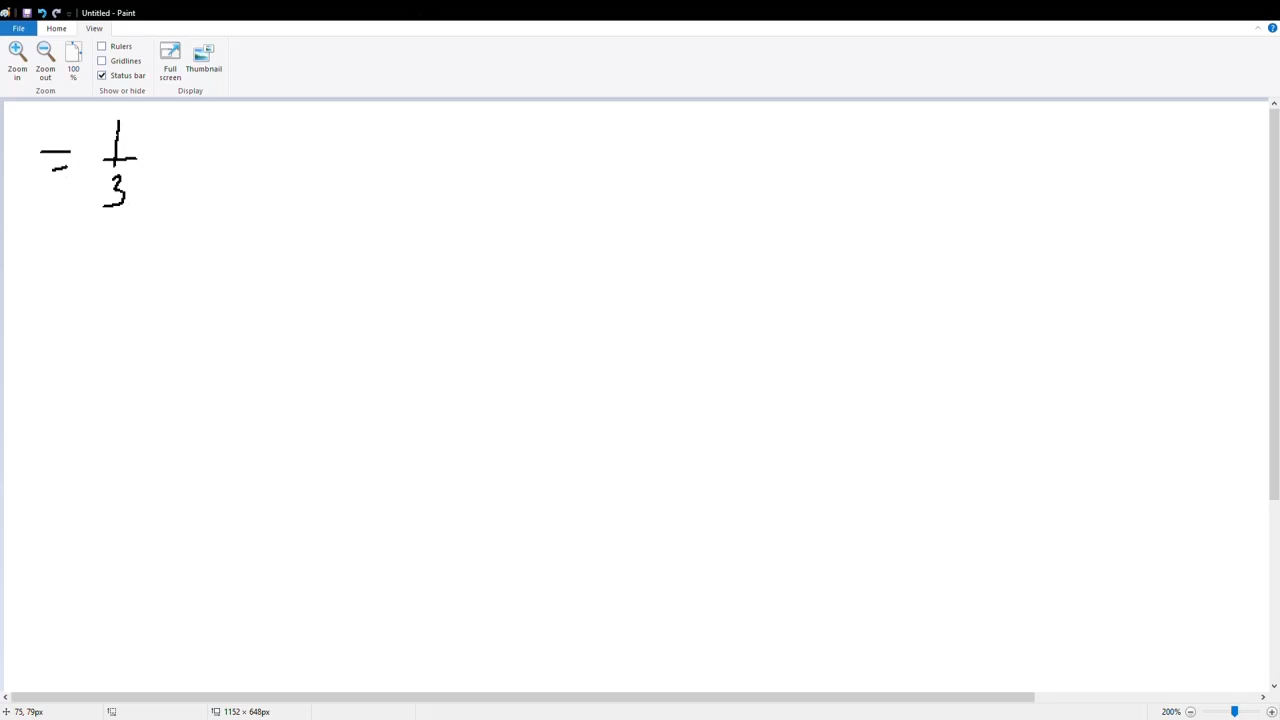 Untitled - Paint
File Home View
Zoom in
Zoom out
100 %
Rulers
Gridlines
Status bar
Full screen
Thumbnail
Zoom
Show or hide
Display
= 1/3
75, 79px
1152 × 648px
200%